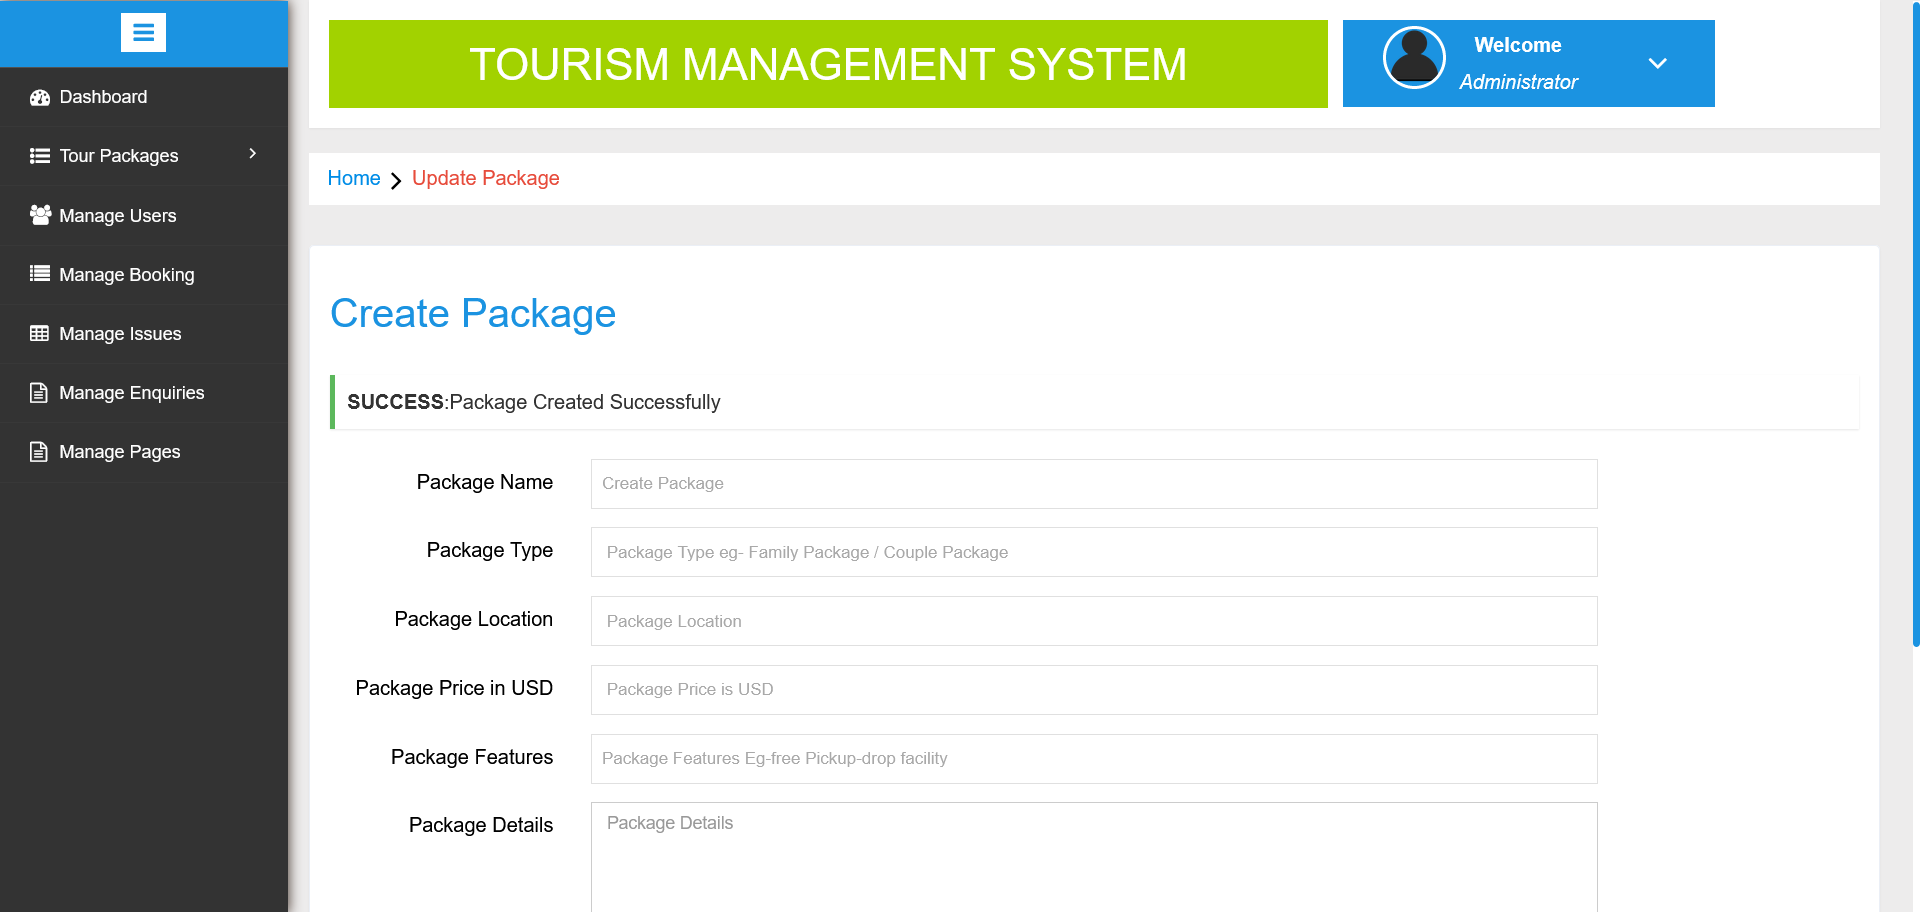 TOURISM MANAGEMENT SYSTEM
Welcome
Administrator
Dashboard
Tour Packages
Manage Users
Manage Booking
Manage Issues
Manage Enquiries
Manage Pages
Home > Update Package
Create Package
SUCCESS:Package Created Successfully
Package Name
Create Package
Package Type
Package Type eg- Family Package / Couple Package
Package Location
Package Location
Package Price in USD
Package Price is USD
Package Features
Package Features Eg-free Pickup-drop facility
Package Details
Package Details